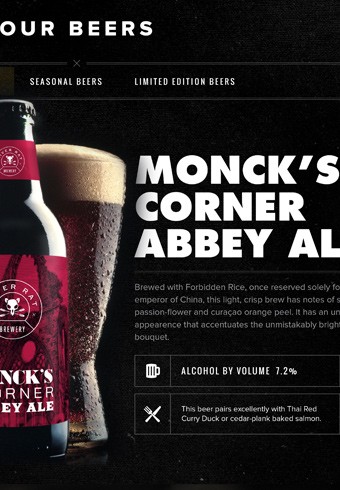 OUR BEERS
SEASONAL BEERS LIMITED EDITION BEERS
MONCK'S
CORNER
ABBEY AL
Brewed with Forbidden Rice, once reserved solely fo
emperor of China, this light, crisp brew has notes of s
passion-flower and curaçao orange peel. It has an un
appearence that accentuates the unmistakably bright
bouquet.
ALCOHOL BY VOLUME 7.2%
This beer pairs excellently with Thai Red
Curry Duck or cedar-plank baked salmon.
ER RAT
BREWERY
NCK'S
ORNER
EY ALE